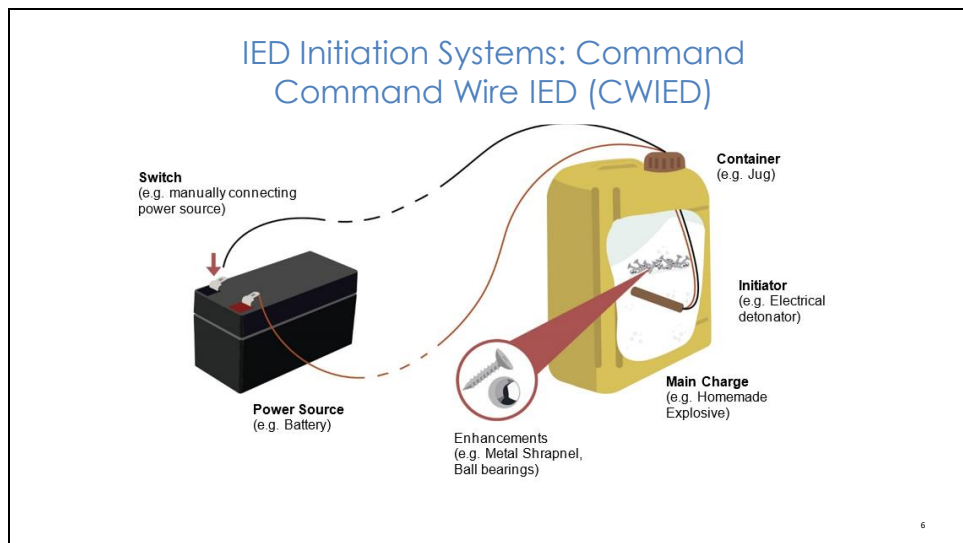 IED Initiation Systems: Command
Command Wire IED (CWIED)
Switch
(e.g. manually connecting
power source)
Container
(e.g. Jug)
Initiator
(e.g. Electrical
detonator)
Main Charge
(e.g. Homemade
Explosive)
Power Source
(e.g. Battery)
Enhancements
(e.g. Metal Shrapnel,
Ball bearings)
6